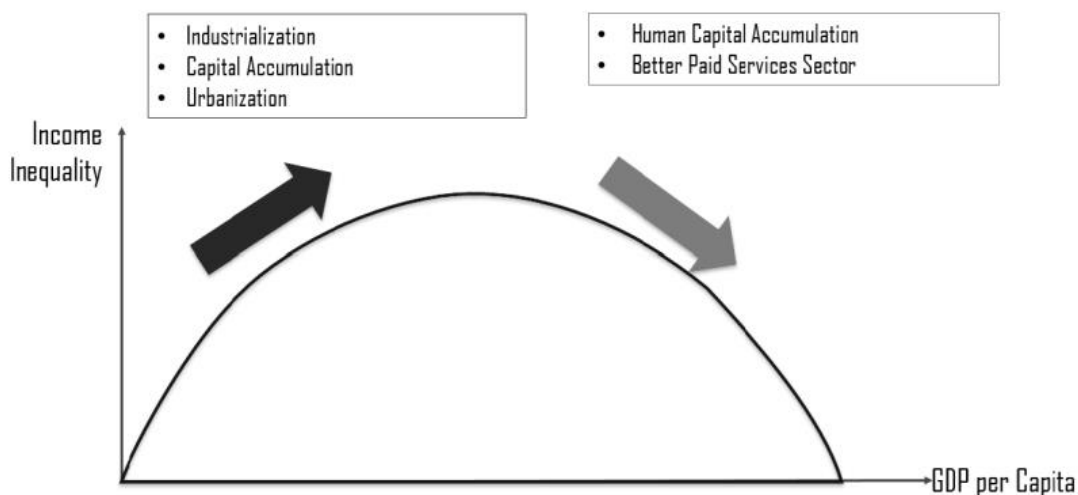 • Industrialization
• Capital Accumulation
• Urbanization
• Human Capital Accumulation
• Better Paid Services Sector
Income
Inequality
GDP per Capita